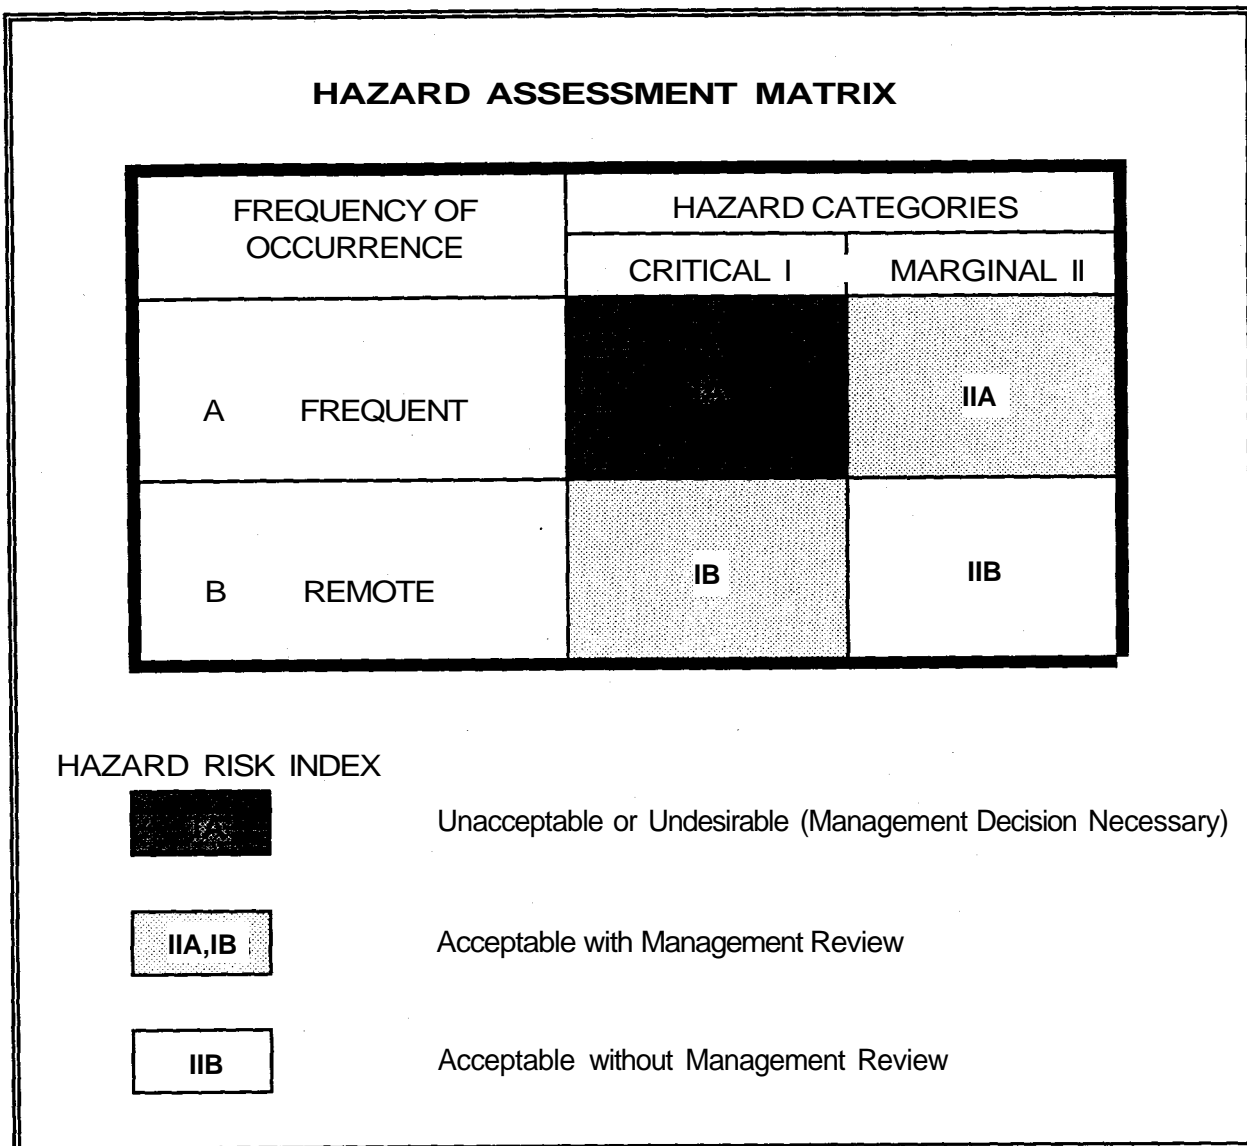 HAZARD ASSESSMENT MATRIX
FREQUENCY OF
OCCURRENCE
HAZARD CATEGORIES
CRITICAL I
MARGINAL II
A FREQUENT
IIA
B REMOTE
IB
IIB
HAZARD RISK INDEX
Unacceptable or Undesirable (Management Decision Necessary)
IIA,IB
Acceptable with Management Review
IIB
Acceptable without Management Review